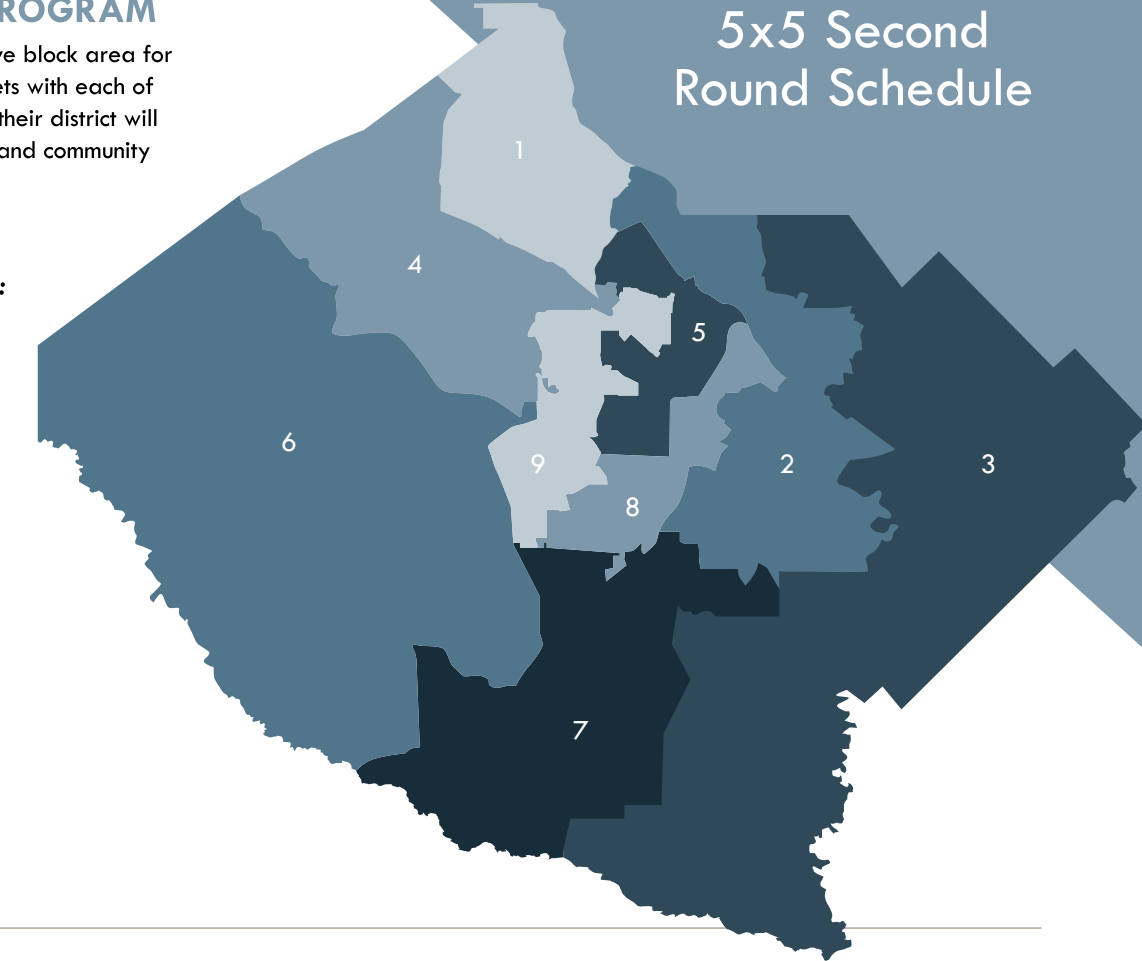 ROGRAM
ve block area for
ets with each of
their district will
and community
:
5x5 Second
Round Schedule
1
4
5
6
9
2
3
8
7